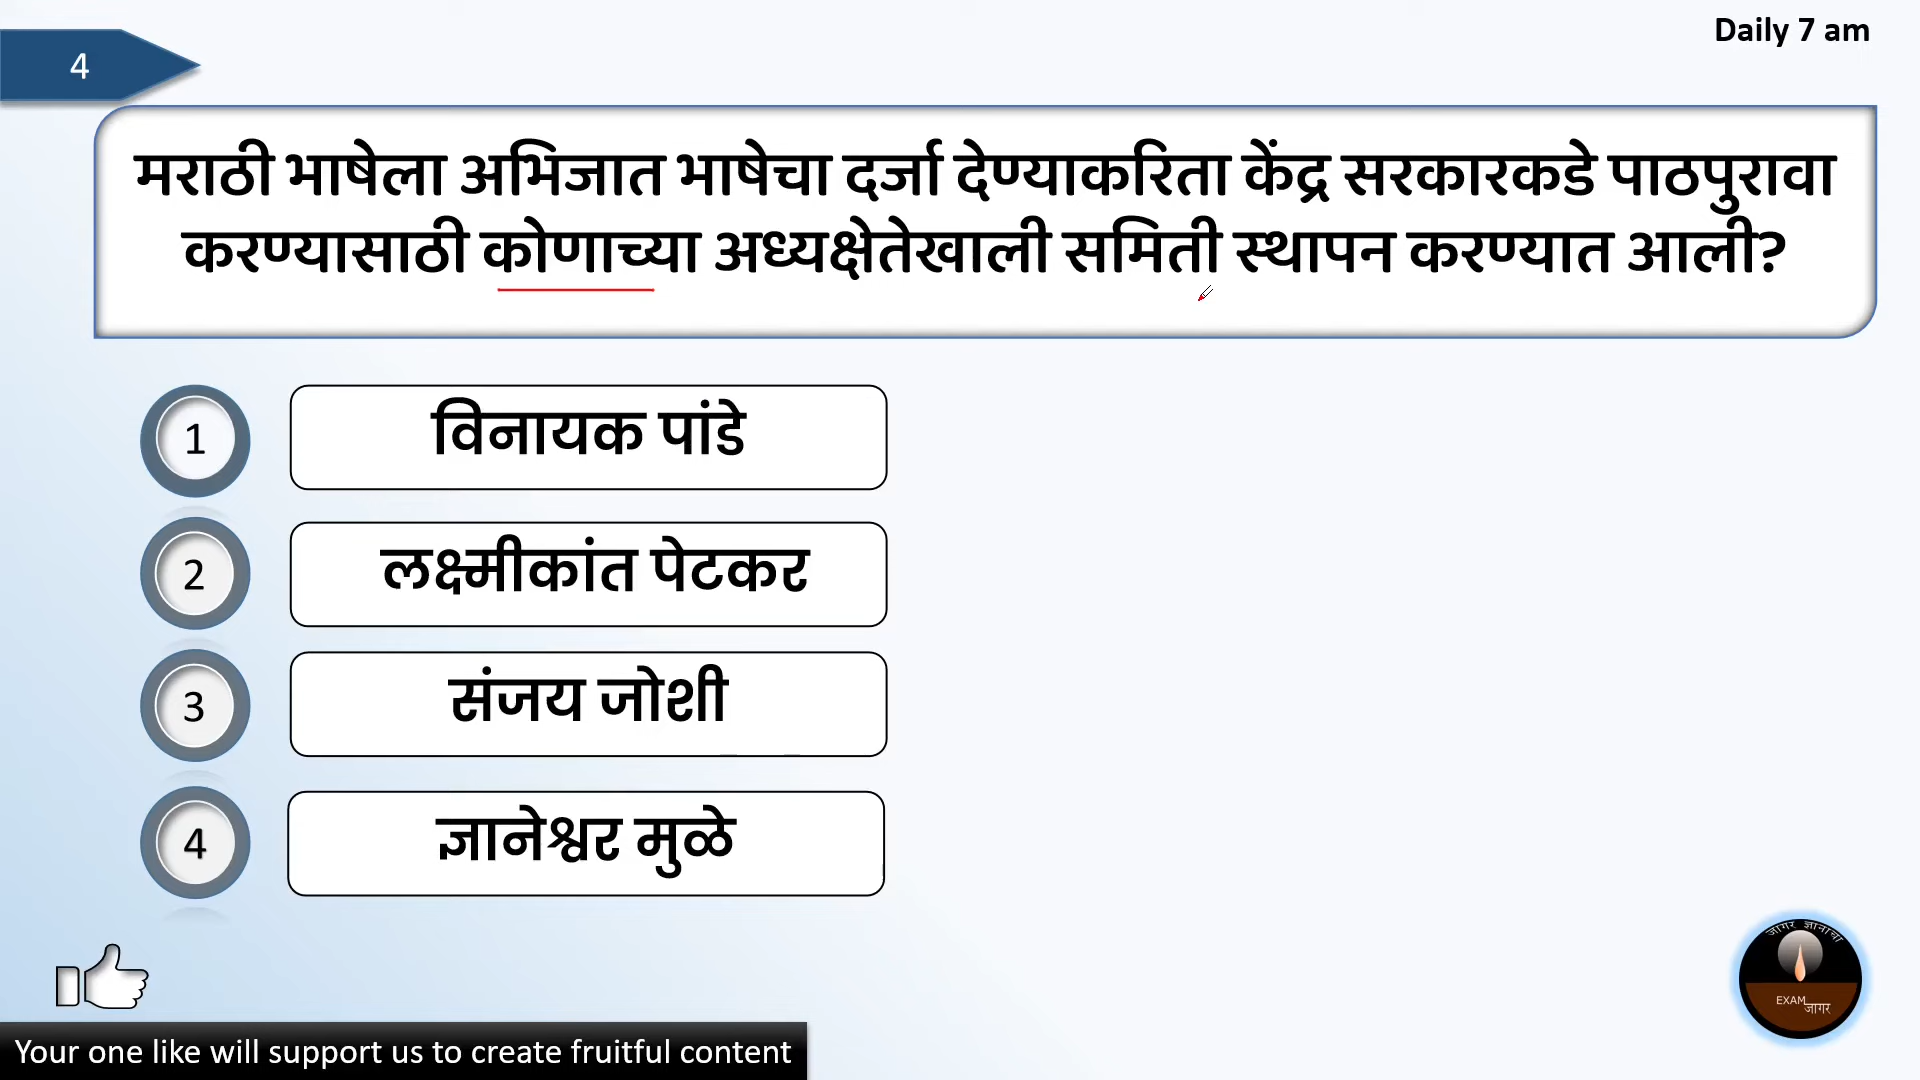 Daily 7 am
4
मराठी भाषेला अभिजात भाषेचा दर्जा देण्याकरिता केंद्र सरकारकडे पाठपुरावा
करण्यासाठी कोणाच्या अध्यक्षेतेखाली समिती स्थापन करण्यात आली?
1 विनायक पांडे
2 लक्ष्मीकांत पेटकर
3 संजय जोशी
4 ज्ञानेश्वर मुळे
जागर ज्ञानाचा
EXAM जागर
Your one like will support us to create fruitful content